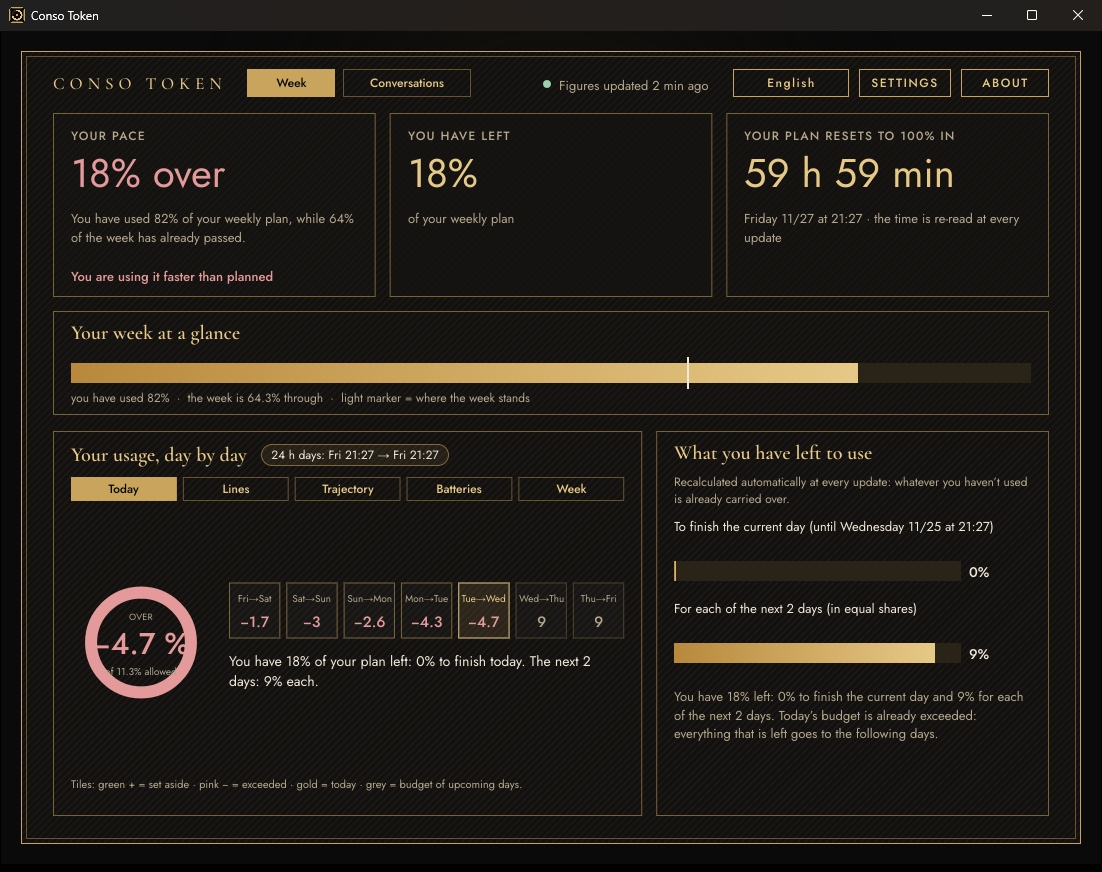 Conso Token
CONSO TOKEN
Week
Conversations
Figures updated 2 min ago
English
SETTINGS
ABOUT
YOUR PACE
18% over
You have used 82% of your weekly plan, while 64%
of the week has already passed.
You are using it faster than planned
YOU HAVE LEFT
18%
of your weekly plan
YOUR PLAN RESETS TO 100% IN
59 h 59 min
Friday 11/27 at 21:27 · the time is re-read at every
update
Your week at a glance
you have used 82% · the week is 64.3% through · light marker = where the week stands
Your usage, day by day
24 h days: Fri 21:27 → Fri 21:27
Today
Lines
Trajectory
Batteries
Week
OVER
−4.7 %
of 11.3% allowed
Fri→Sat
−1.7
Sat→Sun
−3
Sun→Mon
−2.6
Mon→Tue
−4.3
Tue→Wed
−4.7
Wed→Thu
9
Thu→Fri
9
You have 18% of your plan left: 0% to finish today. The next 2
days: 9% each.
Tiles: green + = set aside · pink − = exceeded · gold = today · grey = budget of upcoming days.
What you have left to use
Recalculated automatically at every update: whatever you haven't used
is already carried over.
To finish the current day (until Wednesday 11/25 at 21:27)
0%
For each of the next 2 days (in equal shares)
9%
You have 18% left: 0% to finish the current day and 9% for each
of the next 2 days. Today's budget is already exceeded:
everything that is left goes to the following days.